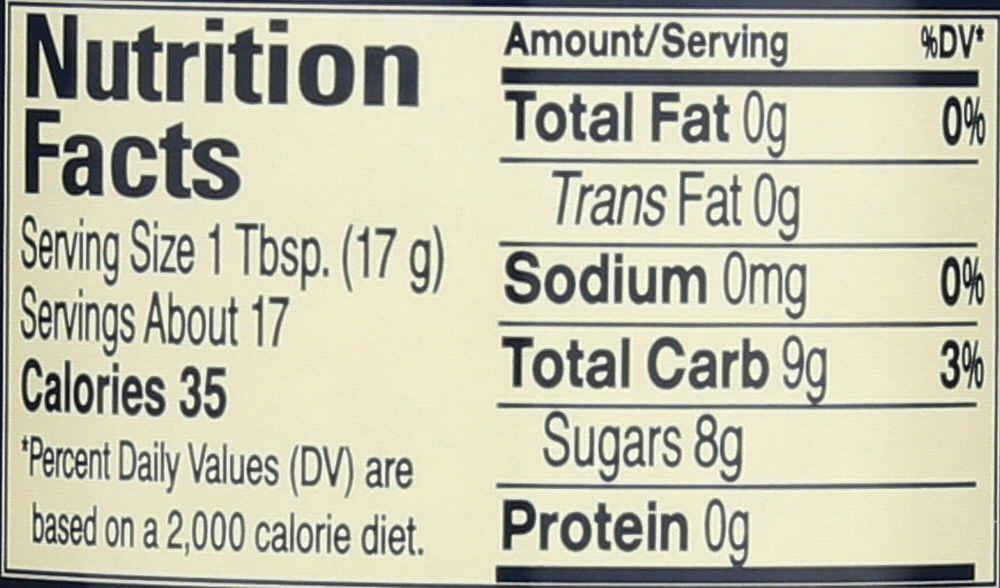 Nutrition
Facts
Serving Size 1 Tbsp. (17 g)
Servings About 17
Calories 35
*Percent Daily Values (DV) are
based on a 2,000 calorie diet.
Amount/Serving %DV*
Total Fat 0g 0%
Trans Fat 0g
Sodium 0mg 0%
Total Carb 9g 3%
Sugars 8g
Protein 0g